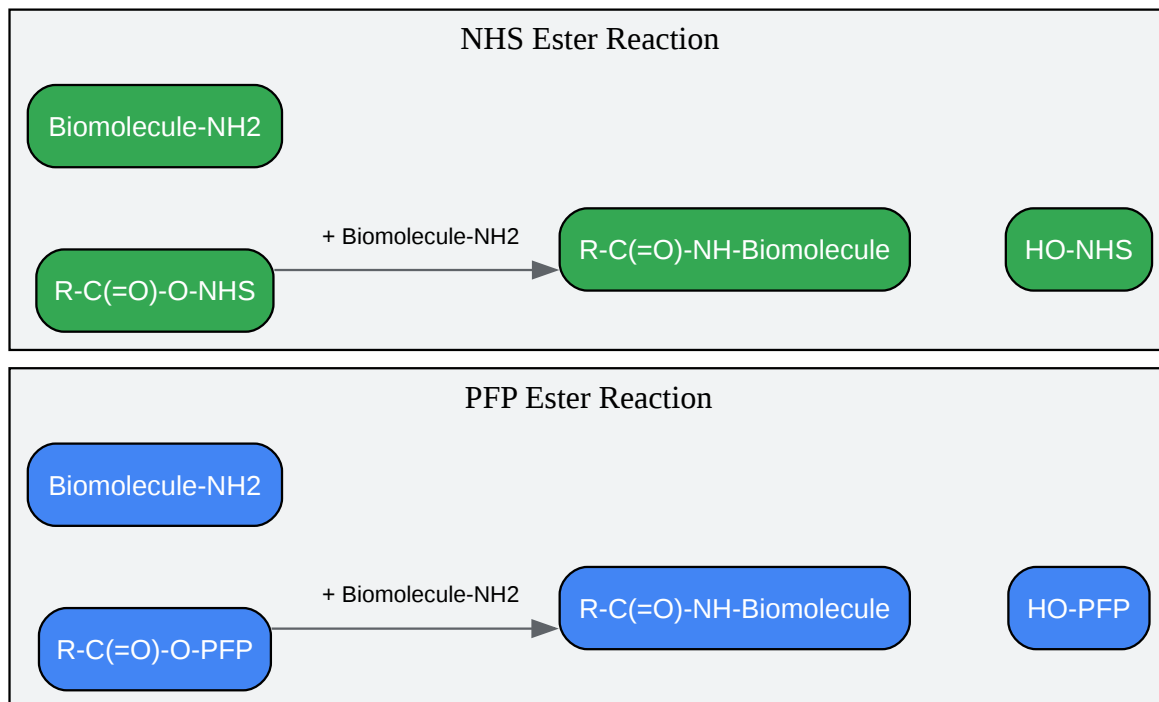 NHS Ester Reaction
Biomolecule-NH2
+ Biomolecule-NH2
R-C(=O)-O-NHS
R-C(=O)-NH-Biomolecule
HO-NHS
PFP Ester Reaction
Biomolecule-NH2
+ Biomolecule-NH2
R-C(=O)-O-PFP
R-C(=O)-NH-Biomolecule
HO-PFP